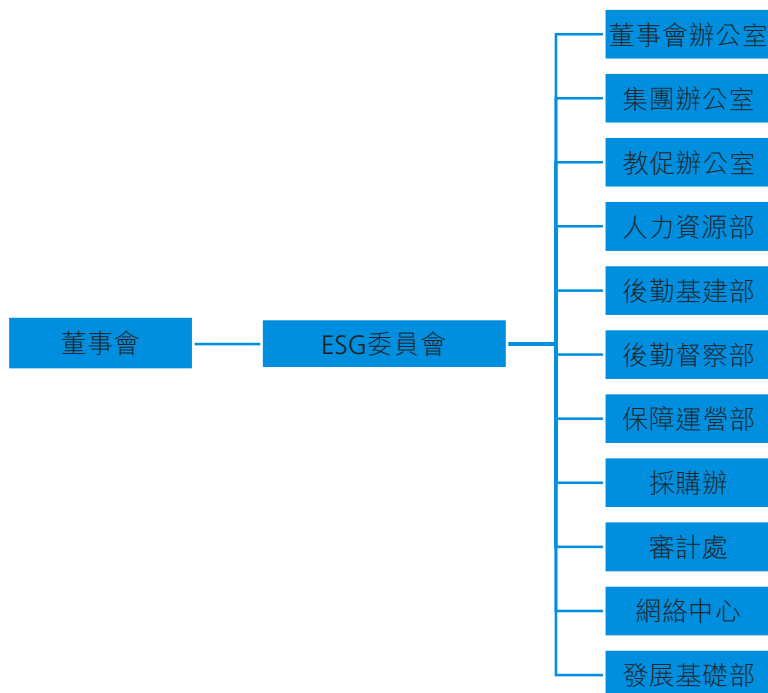 董事會
ESG委員會
董事會辦公室
集團辦公室
教促辦公室
人力資源部
後勤基建部
後勤督察部
保障運營部
採購辦
審計處
網絡中心
發展基礎部